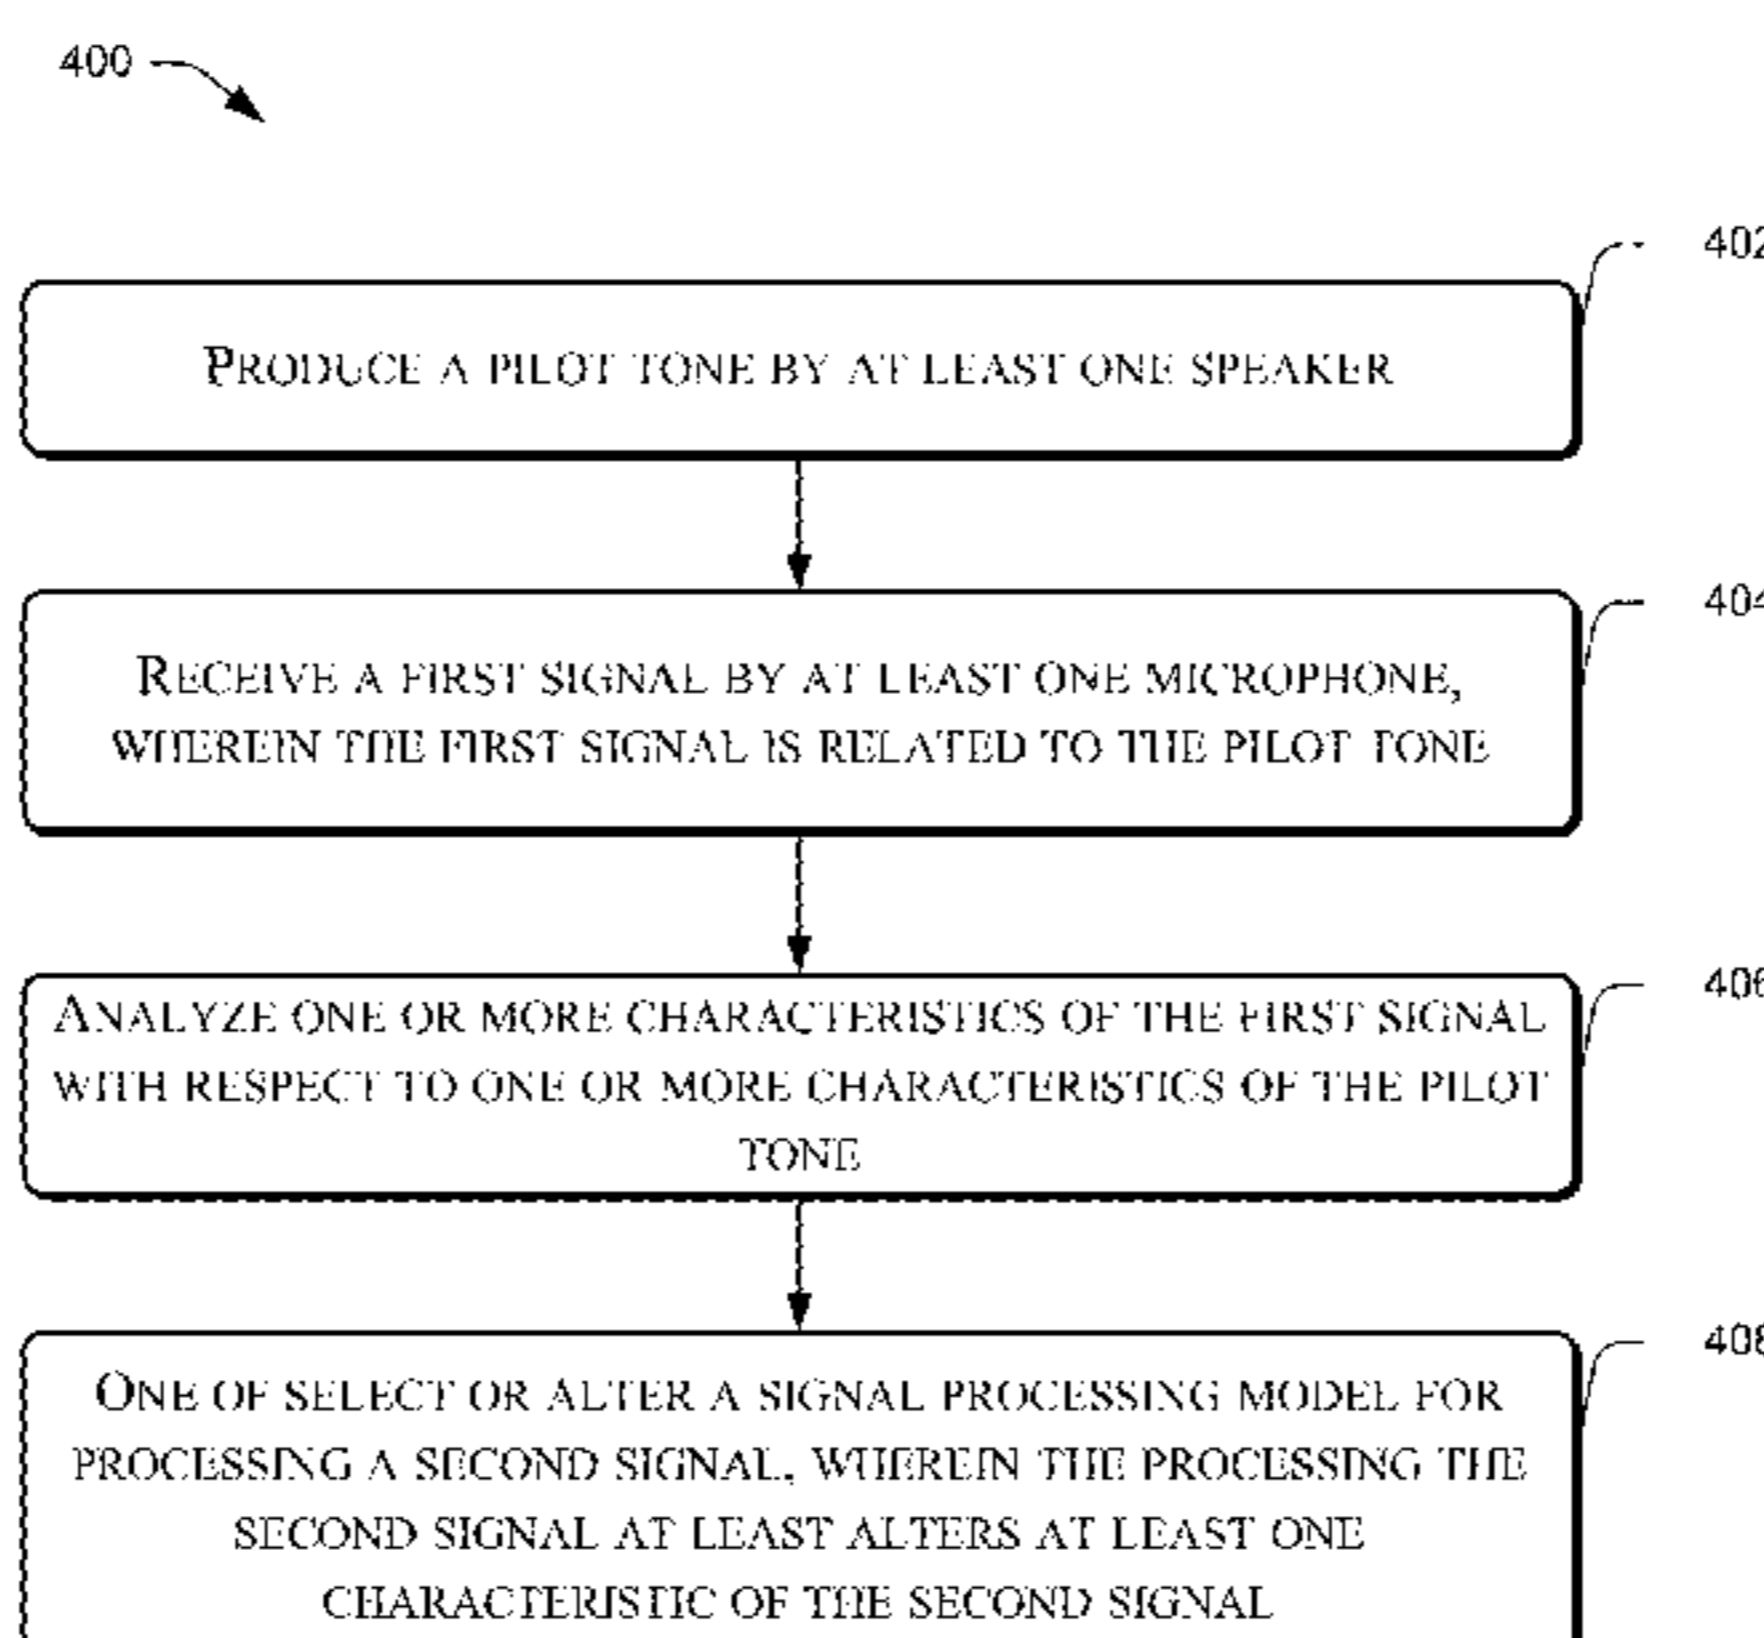 400
402
PRODUCE A PILOT TONE BY AT LEAST ONE SPEAKER
404
RECEIVE A FIRST SIGNAL BY AT LEAST ONE MICROPHONE,
WHEREIN THE FIRST SIGNAL IS RELATED TO THE PILOT TONE
406
ANALYZE ONE OR MORE CHARACTERISTICS OF THE FIRST SIGNAL
WITH RESPECT TO ONE OR MORE CHARACTERISTICS OF THE PILOT
TONE
408
ONE OF SELECT OR ALTER A SIGNAL PROCESSING MODEL FOR
PROCESSING A SECOND SIGNAL, WHEREIN THE PROCESSING THE
SECOND SIGNAL AT LEAST ALTERS AT LEAST ONE
CHARACTERISTIC OF THE SECOND SIGNAL